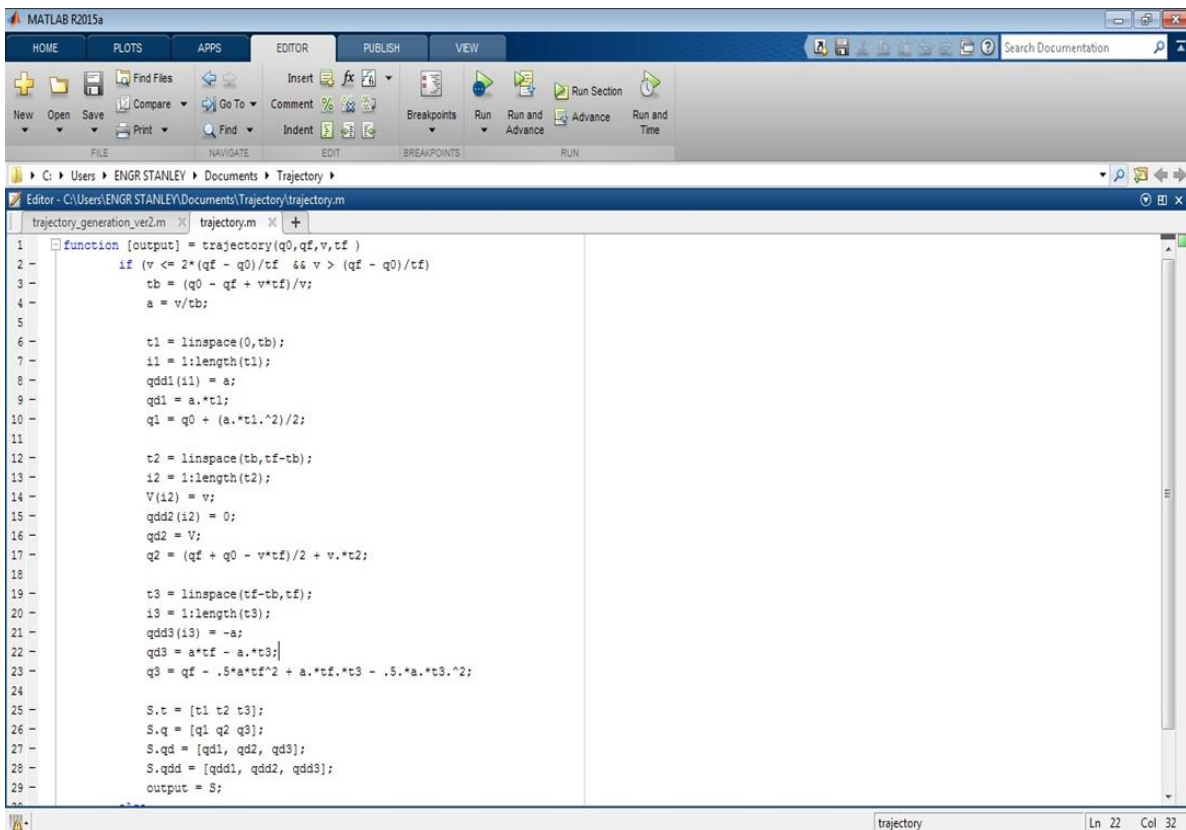 MATLAB R2015a
HOME PLOTS APPS EDITOR PUBLISH VIEW Search Documentation
New Open Save Find Files Compare Print Go To Find Insert fx Comment % Indent Breakpoints Run Run and Advance Run Section Advance Run and Time
FILE NAVIGATE EDIT BREAKPOINTS RUN
C: Users ENGR STANLEY Documents Trajectory
Editor - C:\Users\ENGR STANLEY\Documents\Trajectory\trajectory.m
trajectory_generation_ver2.m trajectory.m +
1 function [output] = trajectory(q0,qf,v,tf )
2 - if (v <= 2*(qf - q0)/tf && v > (qf - q0)/tf)
3 - tb = (q0 - qf + v*tf)/v;
4 - a = v/tb;
5
6 - t1 = linspace(0,tb);
7 - i1 = 1:length(t1);
8 - qdd1(i1) = a;
9 - qd1 = a.*t1;
10 - q1 = q0 + (a.*t1.^2)/2;
11
12 - t2 = linspace(tb,tf-tb);
13 - i2 = 1:length(t2);
14 - V(i2) = v;
15 - qdd2(i2) = 0;
16 - qd2 = V;
17 - q2 = (qf + q0 - v*tf)/2 + v.*t2;
18
19 - t3 = linspace(tf-tb,tf);
20 - i3 = 1:length(t3);
21 - qdd3(i3) = -a;
22 - qd3 = a*tf - a.*t3;
23 - q3 = qf - .5*a*tf^2 + a.*tf.*t3 - .5.*a.*t3.^2;
24
25 - S.t = [t1 t2 t3];
26 - S.q = [q1 q2 q3];
27 - S.qd = [qd1, qd2, qd3];
28 - S.qdd = [qdd1, qdd2, qdd3];
29 - output = S;
trajectory Ln 22 Col 32